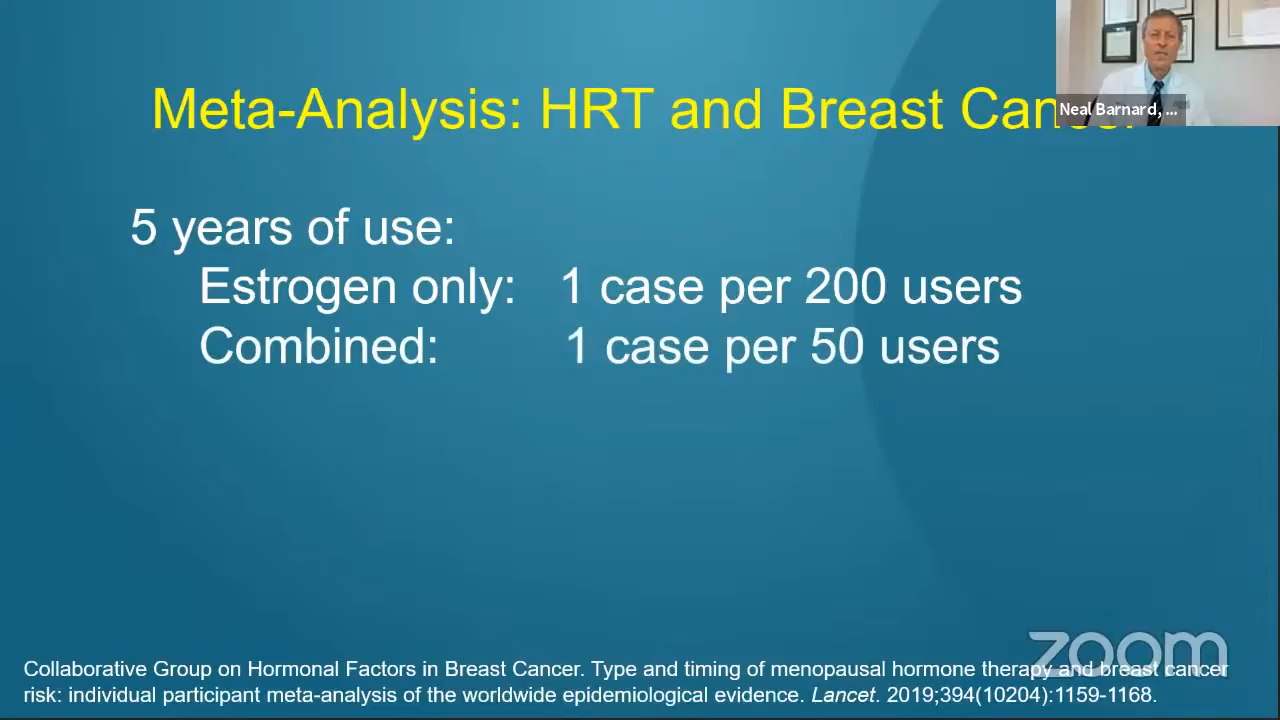 Meta-Analysis: HRT and Breast Cancer
Neal Barnard, ...
5 years of use:
Estrogen only: 1 case per 200 users
Combined: 1 case per 50 users
zoom
Collaborative Group on Hormonal Factors in Breast Cancer. Type and timing of menopausal hormone therapy and breast cancer
risk: individual participant meta-analysis of the worldwide epidemiological evidence. Lancet. 2019;394(10204):1159-1168.